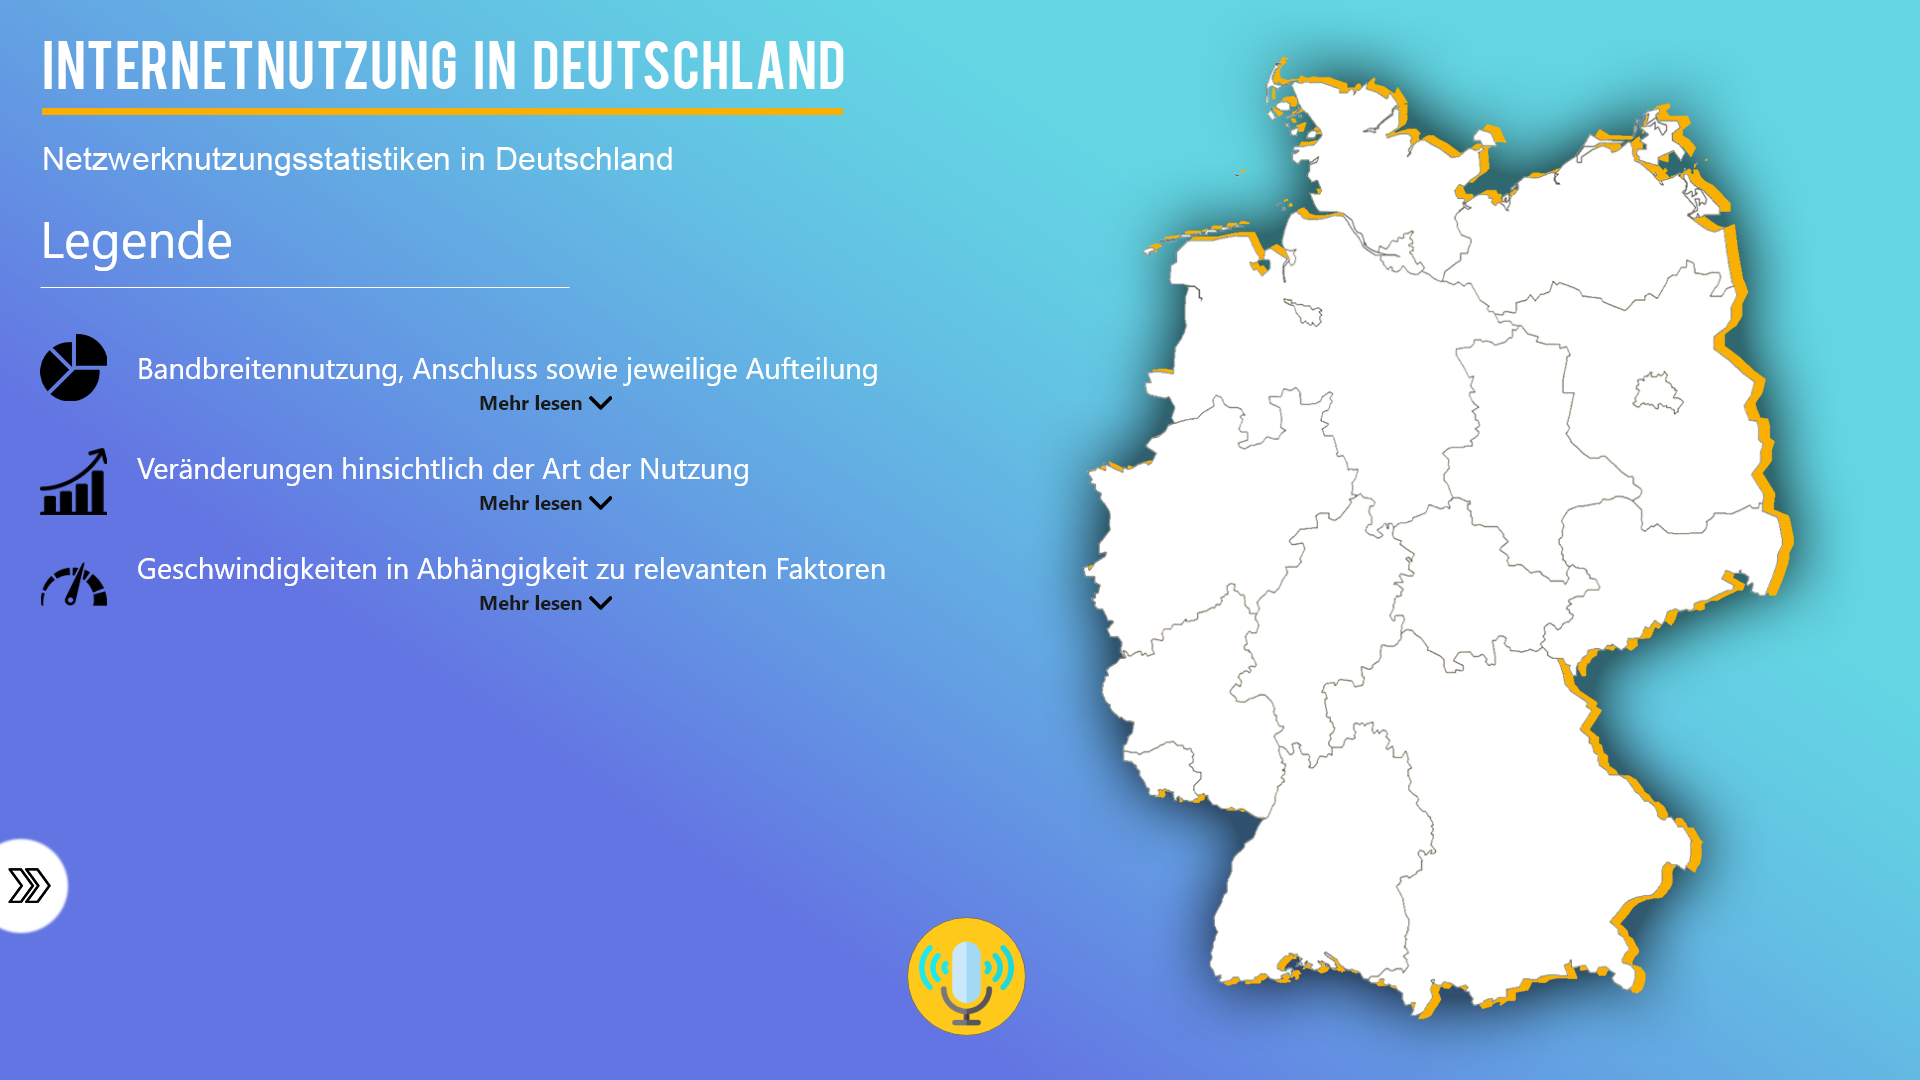 INTERNETNUTZUNG IN DEUTSCHLAND
Netzwerknutzungsstatistiken in Deutschland
Legende
Bandbreitennutzung, Anschluss sowie jeweilige Aufteilung
Mehr lesen
Veränderungen hinsichtlich der Art der Nutzung
Mehr lesen
Geschwindigkeiten in Abhängigkeit zu relevanten Faktoren
Mehr lesen